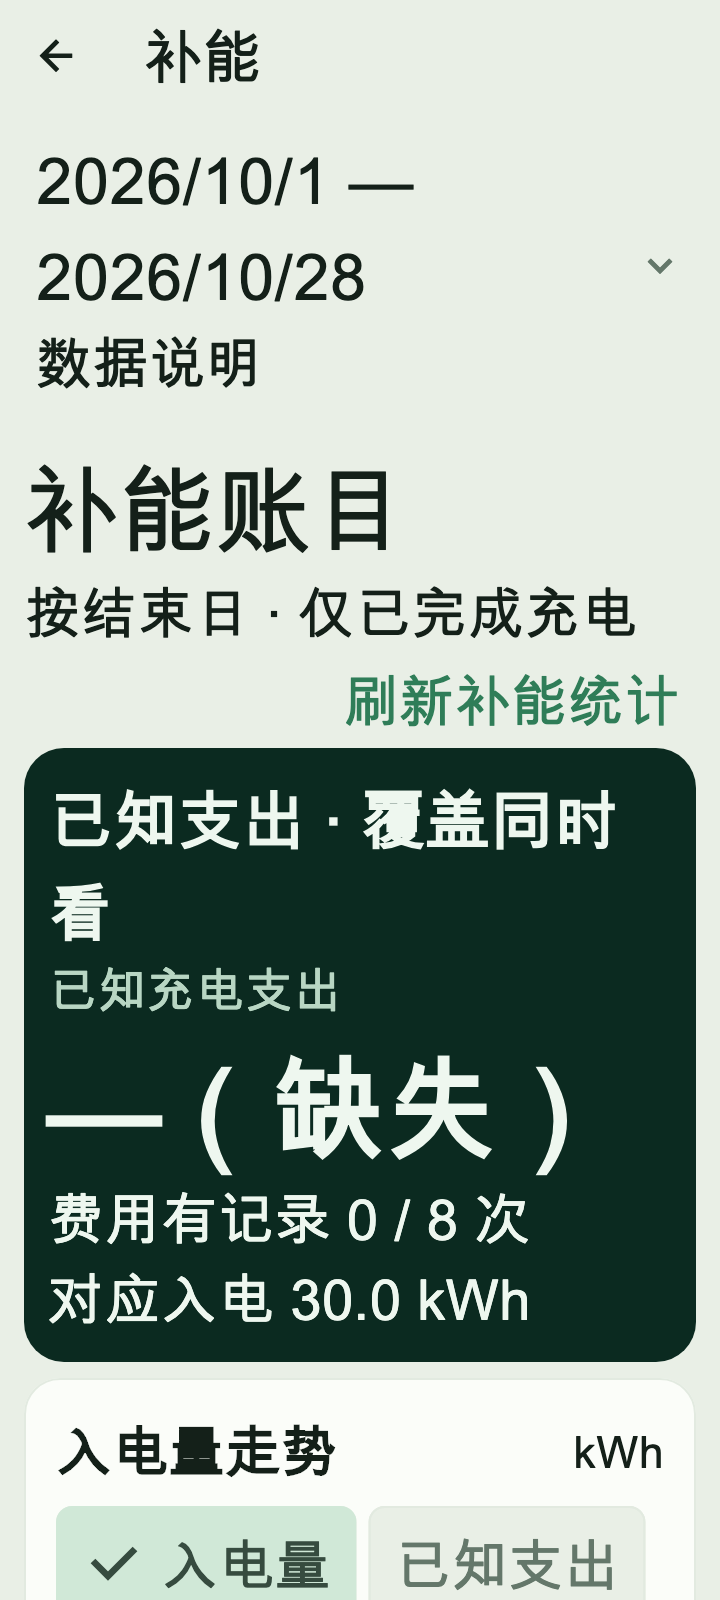 补能
2026/10/1 —
2026/10/28
数据说明
补能账目
按结束日 · 仅已完成充电
刷新补能统计
已知支出 · 覆盖同时
看
已知充电支出
—（缺失）
费用有记录 0 / 8 次
对应入电 30.0 kWh
入电量走势 kWh
入电量 已知支出